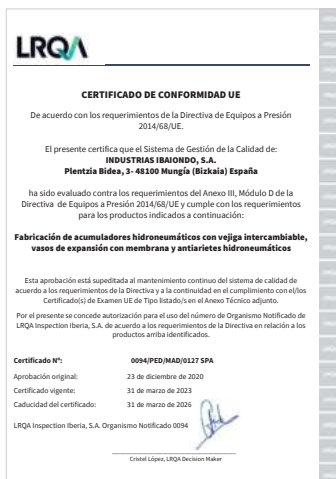 LRQA
CERTIFICADO DE CONFORMIDAD UE
De acuerdo con los requerimientos de la Directiva de Equipos a Presión
2014/68/UE.
El presente certifica que el Sistema de Gestión de la Calidad de:
INDUSTRIAS IBAIONDO, S.A.
Plentzia Bidea, 3- 48100 Mungía (Bizkaia) España
ha sido evaluado contra los requerimientos del Anexo III, Módulo D de la
Directiva de Equipos a Presión 2014/68/UE y cumple con los requerimientos
para los productos indicados a continuación:
Fabricación de acumuladores hidroneumáticos con vejiga intercambiable,
vasos de expansión con membrana y antiarietes hidroneumáticos
Esta aprobación está supeditada al mantenimiento continuo del sistema de calidad de
acuerdo a los requerimientos de la Directiva y a la continuidad en el cumplimiento con el/los
Certificado(s) de Examen UE de Tipo listado/s en el Anexo Técnico adjunto.
Por el presente se concede autorización para el uso del número de Organismo Notificado de
LRQA Inspection Iberia, S.A. de acuerdo a los requerimientos de la Directiva en relación a los
productos arriba identificados.
Certificado Nº: 0094/PED/MAD/0127 SPA
Aprobación original: 23 de diciembre de 2020
Certificado vigente: 31 de marzo de 2023
Caducidad del certificado: 31 de marzo de 2026
LRQA Inspection Iberia, S.A. Organismo Notificado 0094
Cristel López, LRQA Decision Maker